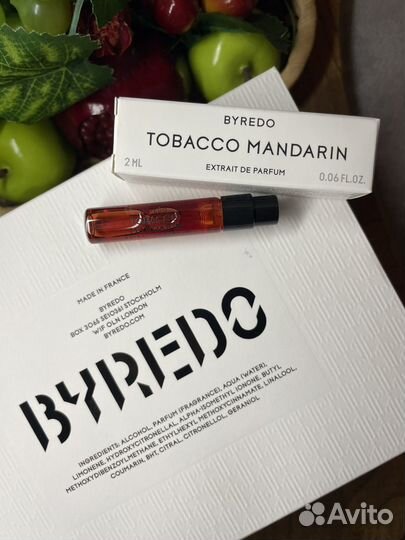 BYREDO
TOBACCO MANDARIN
2 ML
EXTRAIT DE PARFUM
0.06 FL.OZ.
MADE IN FRANCE
BYREDO
BOX 3065 SE10361 STOCKHOLM
W1F 0LN LONDON
BYREDO.COM
BYREDO
INGREDIENTS: ALCOHOL, PARFUM (FRAGRANCE), AQUA (WATER),
LIMONENE, HYDROXYCITRONELLAL, ALPHA-ISOMETHYL IONONE, BUTYL
METHOXYDIBENZOYLMETHANE, ETHYLHEXYL METHOXYCINNAMATE, LINALOOL,
COUMARIN, BHT, CITRAL, CITRONELLOL, GERANIOL
Avito